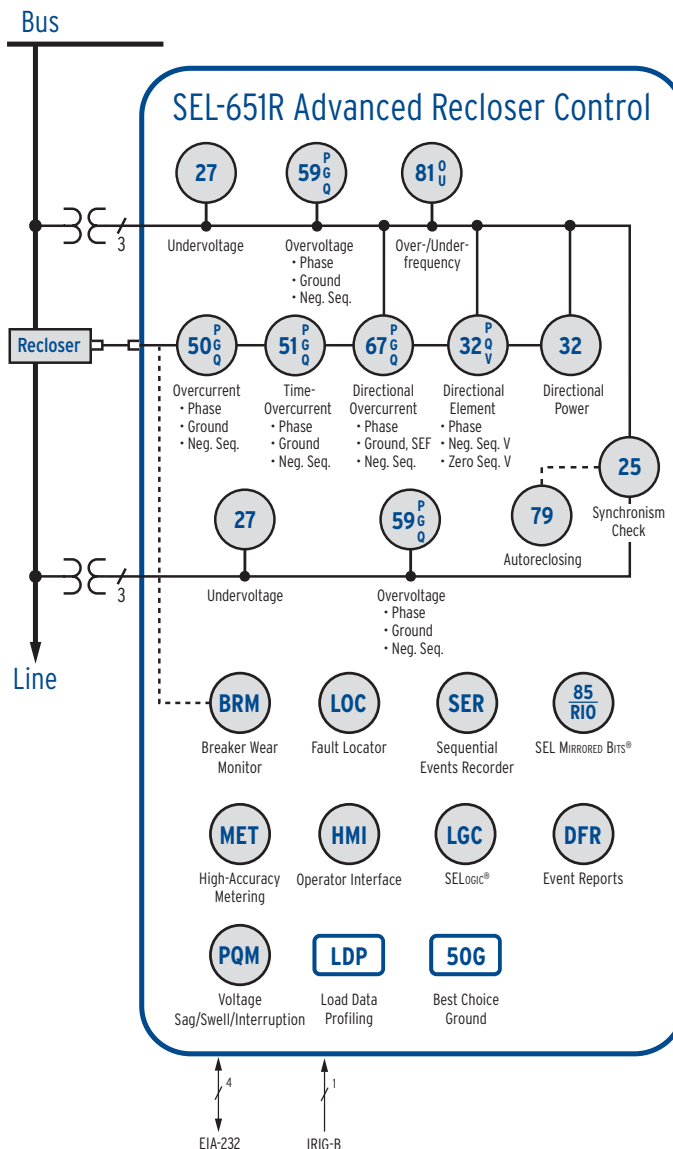 Bus
SEL-651R Advanced Recloser Control
27
59 P G Q
81 O U
3
Undervoltage
Overvoltage
• Phase
• Ground
• Neg. Seq.
Over-/Under-
frequency
Recloser
50 P G Q
51 P G Q
67 P G Q
32 P Q V
32
Overcurrent
• Phase
• Ground
• Neg. Seq.
Time-
Overcurrent
• Phase
• Ground
• Neg. Seq.
Directional
Overcurrent
• Phase
• Ground, SEF
• Neg. Seq.
Directional
Element
• Phase
• Neg. Seq. V
• Zero Seq. V
Directional
Power
25
Synchronism
Check
79
Autoreclosing
27
59 P G Q
3
Undervoltage
Overvoltage
• Phase
• Ground
• Neg. Seq.
Line
BRM
Breaker Wear
Monitor
LOC
Fault Locator
SER
Sequential
Events Recorder
85
RIO
SEL MIRRORED BITS®
MET
High-Accuracy
Metering
HMI
Operator Interface
LGC
SELOGIC®
DFR
Event Reports
PQM
Voltage
Sag/Swell/Interruption
LDP
Load Data
Profiling
50G
Best Choice
Ground
4
1
EIA-232
IRIG-B